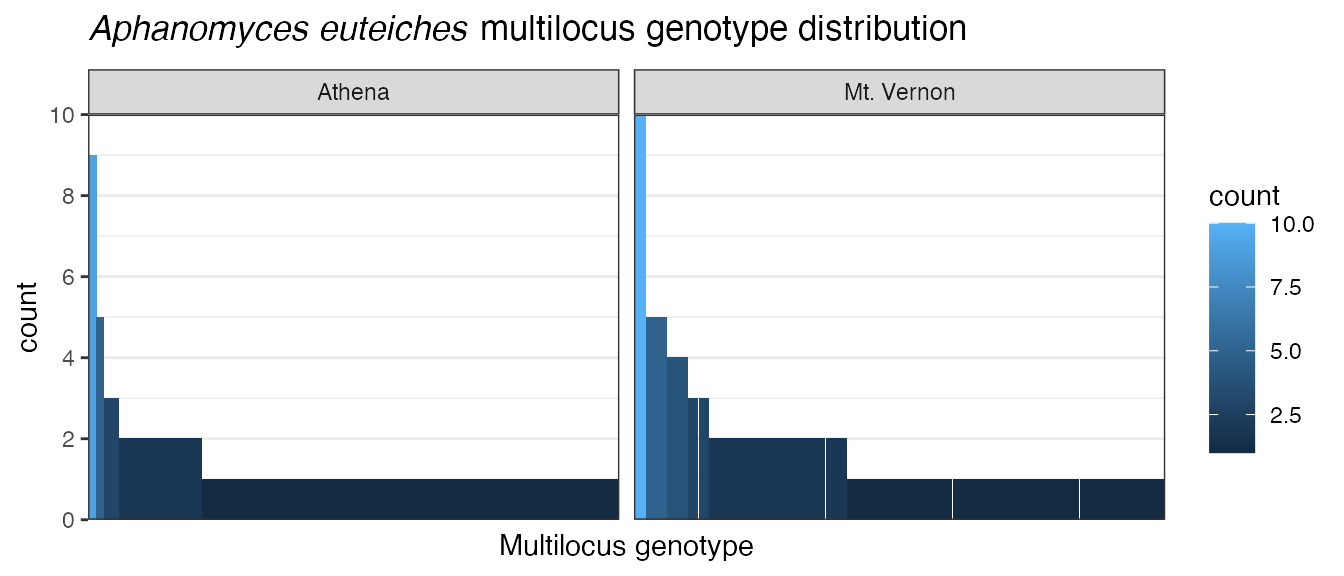 Aphanomyces euteiches multilocus genotype distribution
Athena
Mt. Vernon
10
8
6
4
2
0
count
Multilocus genotype
count
10.0
7.5
5.0
2.5